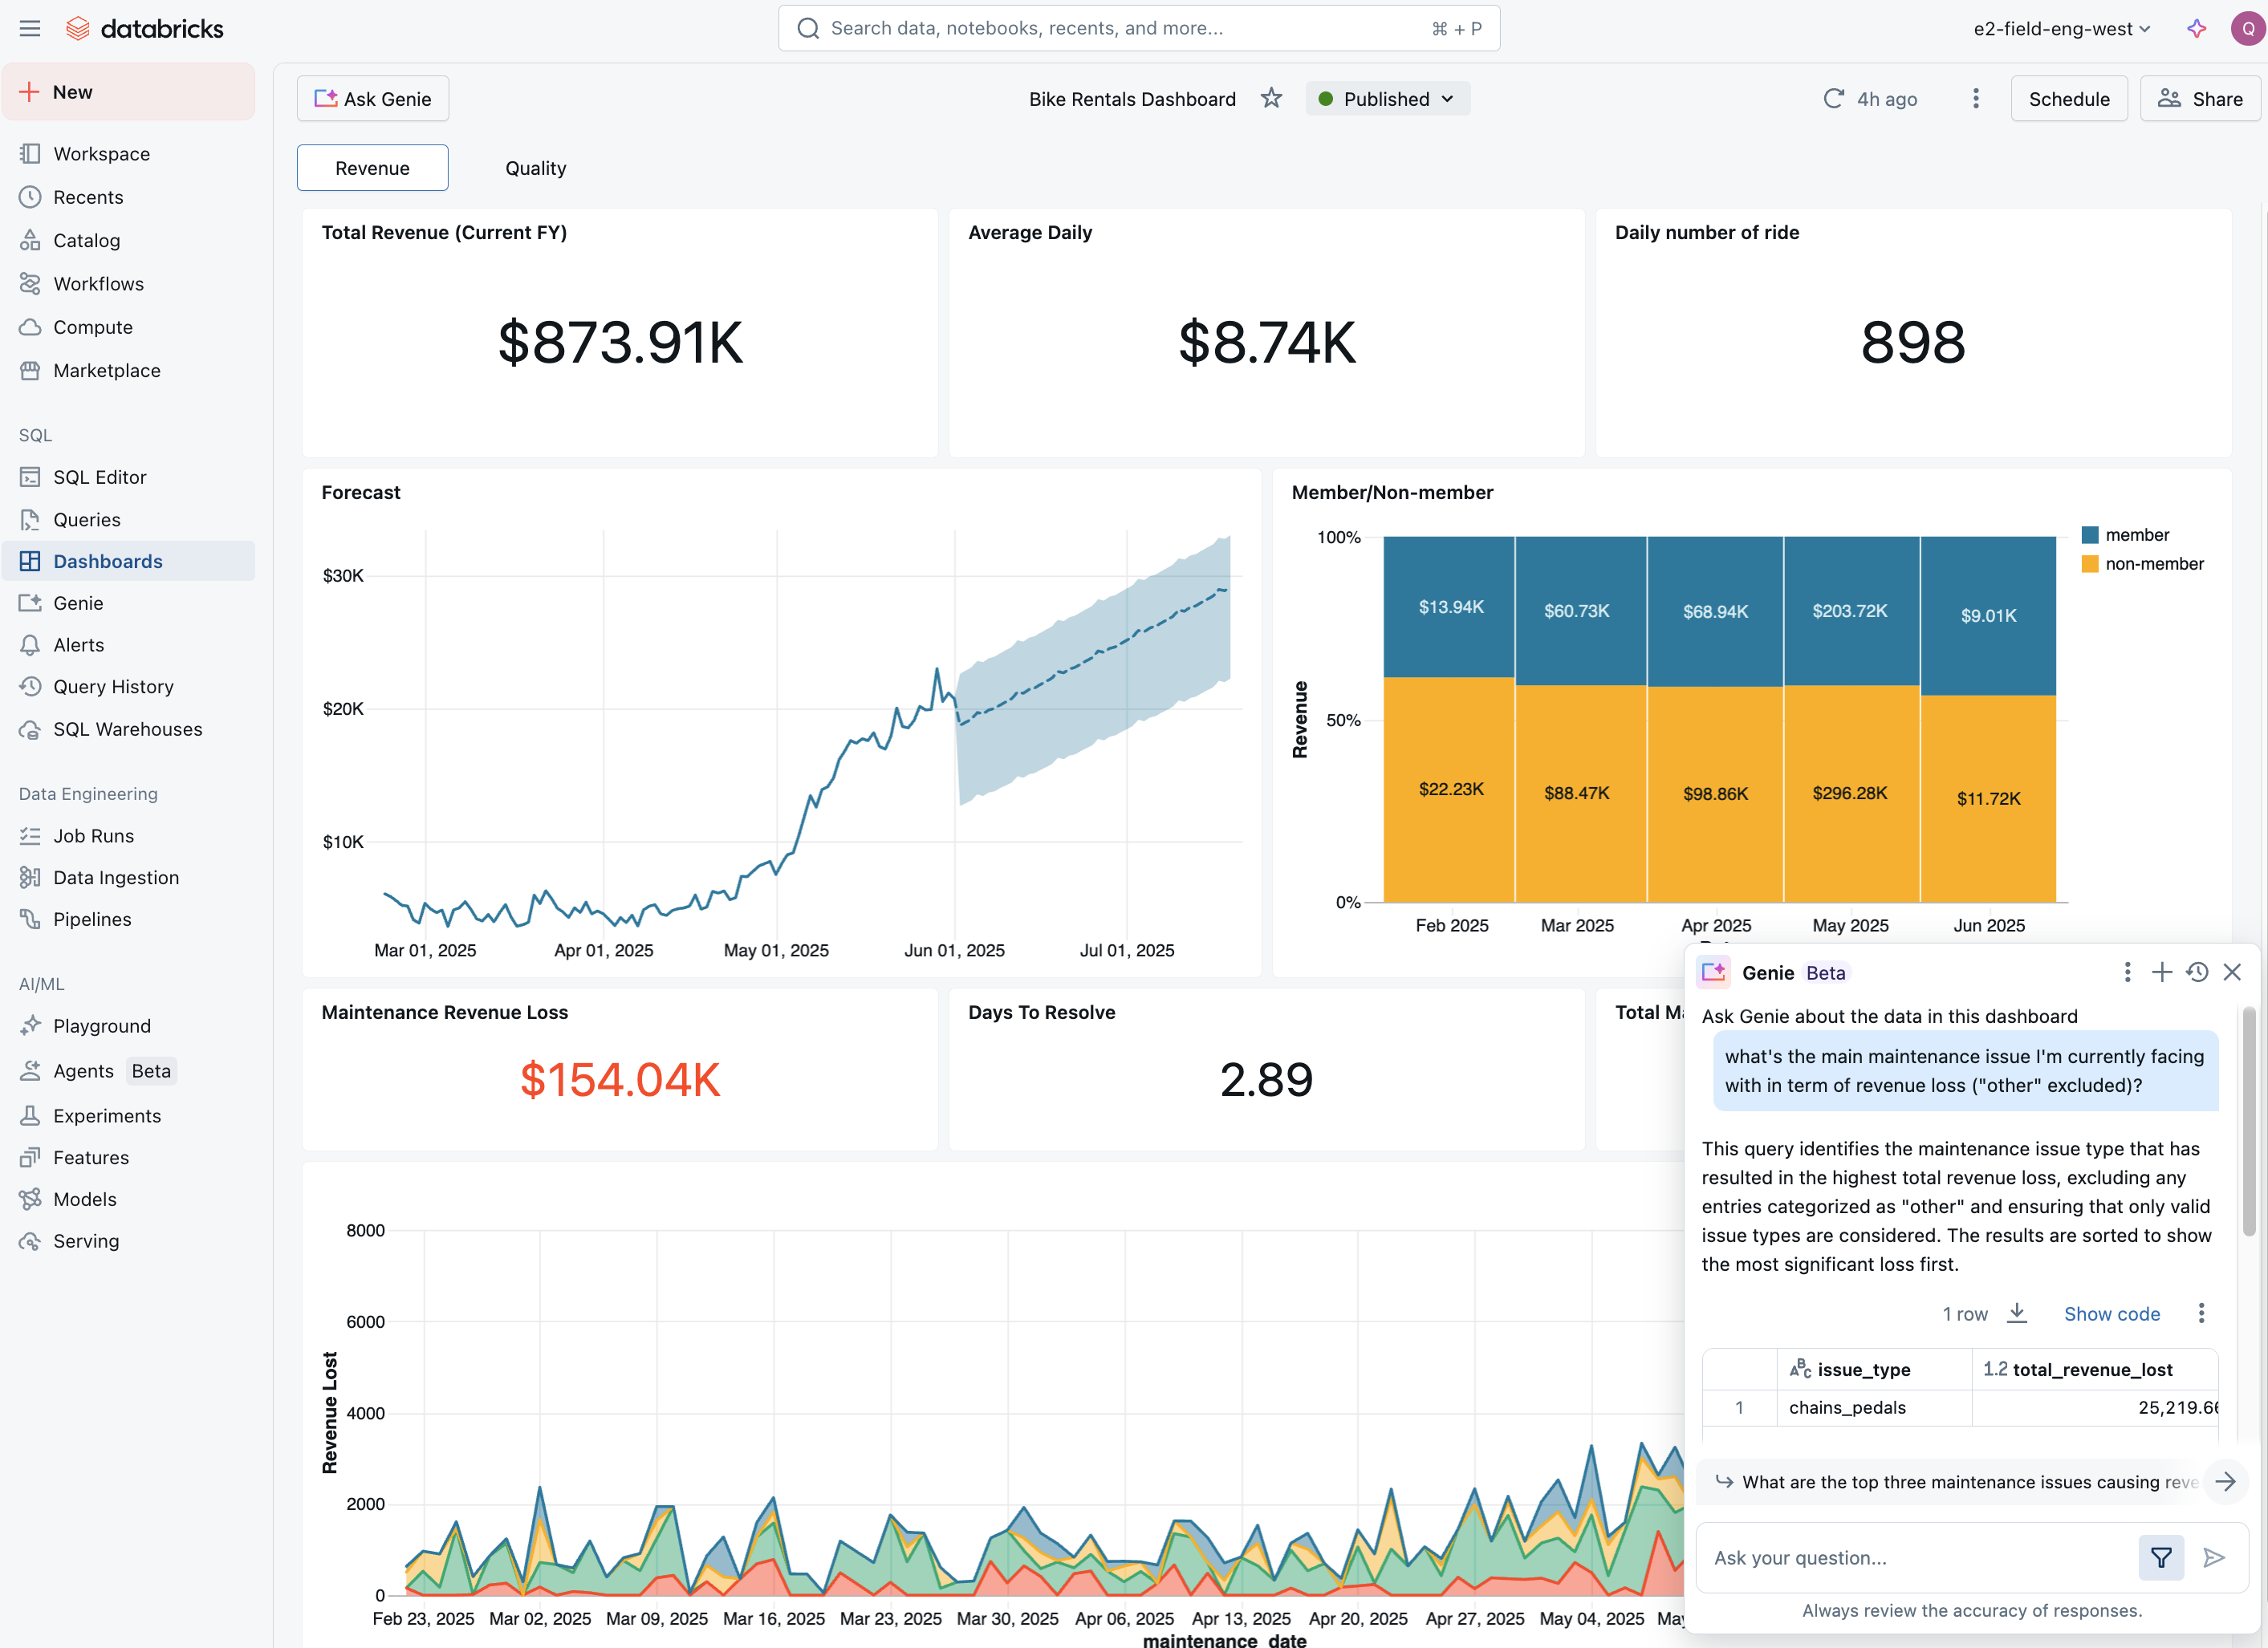 databricks
Search data, notebooks, recents, and more...
⌘ + P
e2-field-eng-west
Q
New
Workspace
Recents
Catalog
Workflows
Compute
Marketplace
SQL
SQL Editor
Queries
Dashboards
Genie
Alerts
Query History
SQL Warehouses
Data Engineering
Job Runs
Data Ingestion
Pipelines
AI/ML
Playground
Agents Beta
Experiments
Features
Models
Serving
Ask Genie
Bike Rentals Dashboard
Published
4h ago
Schedule
Share
Revenue
Quality
Total Revenue (Current FY)
$873.91K
Average Daily
$8.74K
Daily number of ride
898
Forecast
$30K
$20K
$10K
Mar 01, 2025
Apr 01, 2025
May 01, 2025
Jun 01, 2025
Jul 01, 2025
Member/Non-member
Revenue
100%
50%
0%
$13.94K
$60.73K
$68.94K
$203.72K
$9.01K
$22.23K
$88.47K
$98.86K
$296.28K
$11.72K
Feb 2025
Mar 2025
Apr 2025
May 2025
Jun 2025
member
non-member
Maintenance Revenue Loss
$154.04K
Days To Resolve
2.89
Total
Revenue Lost
8000
6000
4000
2000
0
Feb 23, 2025
Mar 02, 2025
Mar 09, 2025
Mar 16, 2025
Mar 23, 2025
Mar 30, 2025
Apr 06, 2025
Apr 13, 2025
Apr 20, 2025
Apr 27, 2025
May 04, 2025
May
maintenance_date
Genie Beta
Ask Genie about the data in this dashboard
what's the main maintenance issue I'm currently facing
with in term of revenue loss ("other" excluded)?
This query identifies the maintenance issue type that has
resulted in the highest total revenue loss, excluding any
entries categorized as "other" and ensuring that only valid
issue types are considered. The results are sorted to show
the most significant loss first.
1 row
Show code
ABC issue_type
1.2 total_revenue_lost
1
chains_pedals
25,219.66
What are the top three maintenance issues causing reve
Ask your question...
Always review the accuracy of responses.